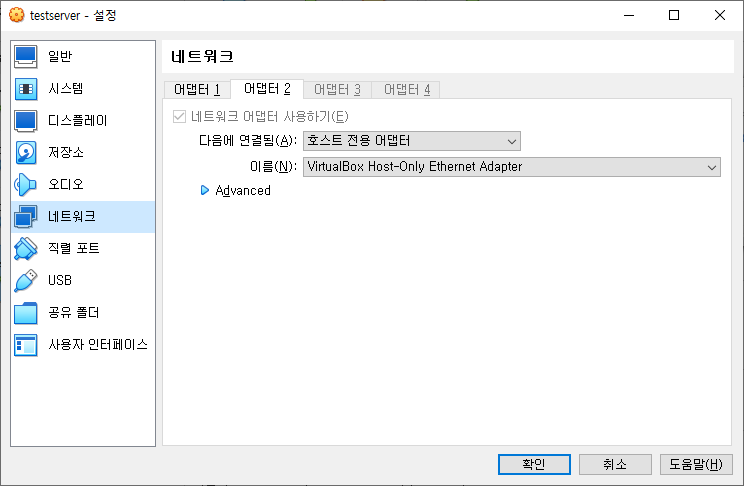 testserver - 설정
일반
시스템
디스플레이
저장소
오디오
네트워크
직렬 포트
USB
공유 폴더
사용자 인터페이스
네트워크
어댑터 1 어댑터 2 어댑터 3 어댑터 4
네트워크 어댑터 사용하기(E)
다음에 연결됨(A): 호스트 전용 어댑터
이름(N): VirtualBox Host-Only Ethernet Adapter
Advanced
확인 취소 도움말(H)